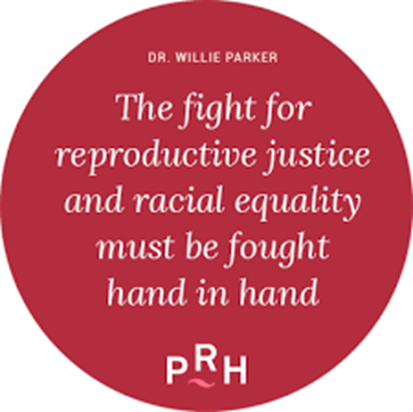 DR. WILLIE PARKER
The fight for
reproductive justice
and racial equality
must be fought
hand in hand
PRH